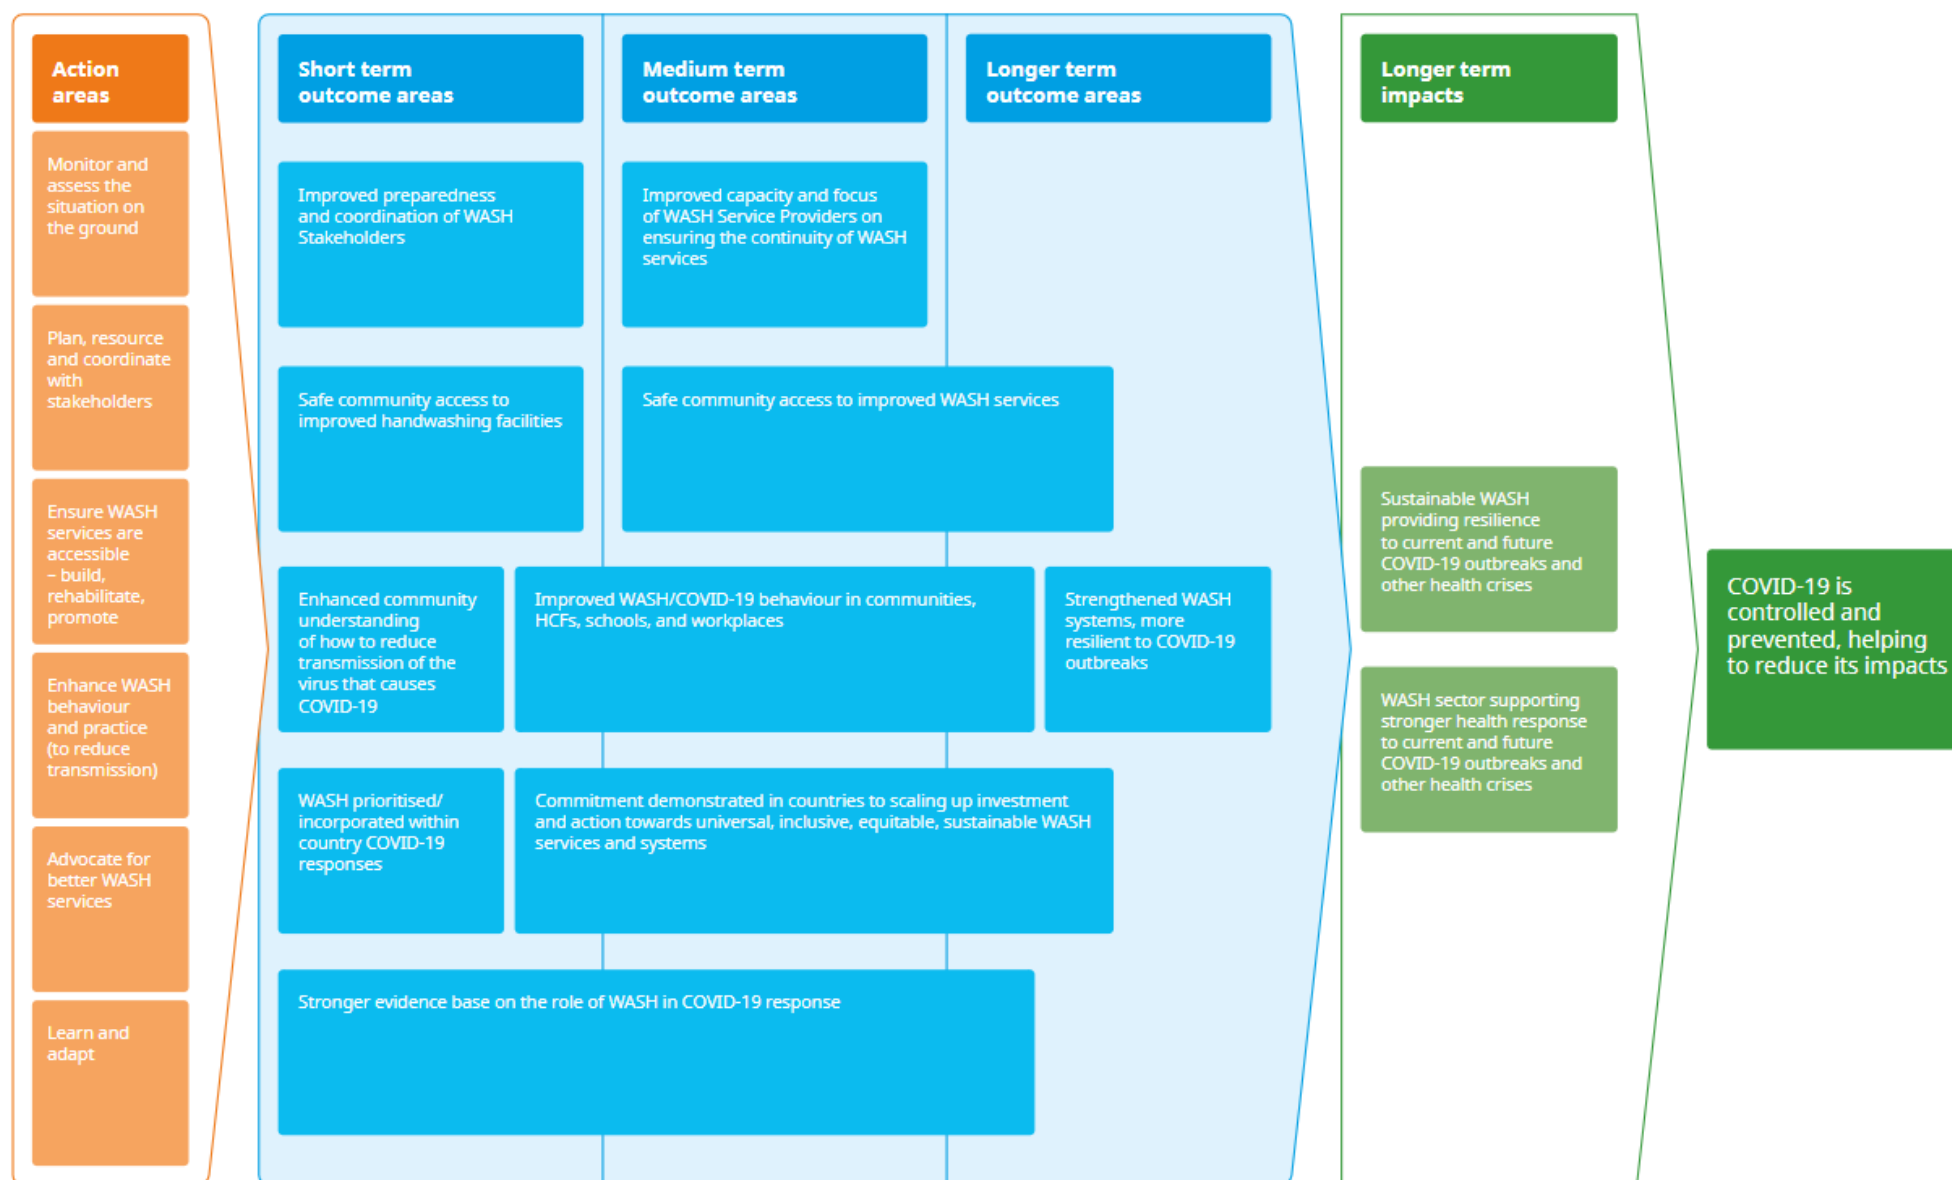 Action
areas
Monitor and
assess the
situation on
the ground
Plan, resource
and coordinate
with
stakeholders
Ensure WASH
services are
accessible
– build,
rehabilitate,
promote
Enhance WASH
behaviour
and practice
(to reduce
transmission)
Advocate for
better WASH
services
Learn and
adapt
Short term
outcome areas
Medium term
outcome areas
Longer term
outcome areas
Improved preparedness
and coordination of WASH
Stakeholders
Improved capacity and focus
of WASH Service Providers on
ensuring the continuity of WASH
services
Safe community access to
improved handwashing facilities
Safe community access to improved WASH services
Enhanced community
understanding
of how to reduce
transmission of the
virus that causes
COVID-19
Improved WASH/COVID-19 behaviour in communities,
HCFs, schools, and workplaces
Strengthened WASH
systems, more
resilient to COVID-19
outbreaks
WASH prioritised/
incorporated within
country COVID-19
responses
Commitment demonstrated in countries to scaling up investment
and action towards universal, inclusive, equitable, sustainable WASH
services and systems
Stronger evidence base on the role of WASH in COVID-19 response
Longer term
impacts
Sustainable WASH
providing resilience
to current and future
COVID-19 outbreaks and
other health crises
WASH sector supporting
stronger health response
to current and future
COVID-19 outbreaks and
other health crises
COVID-19 is
controlled and
prevented, helping
to reduce its impacts